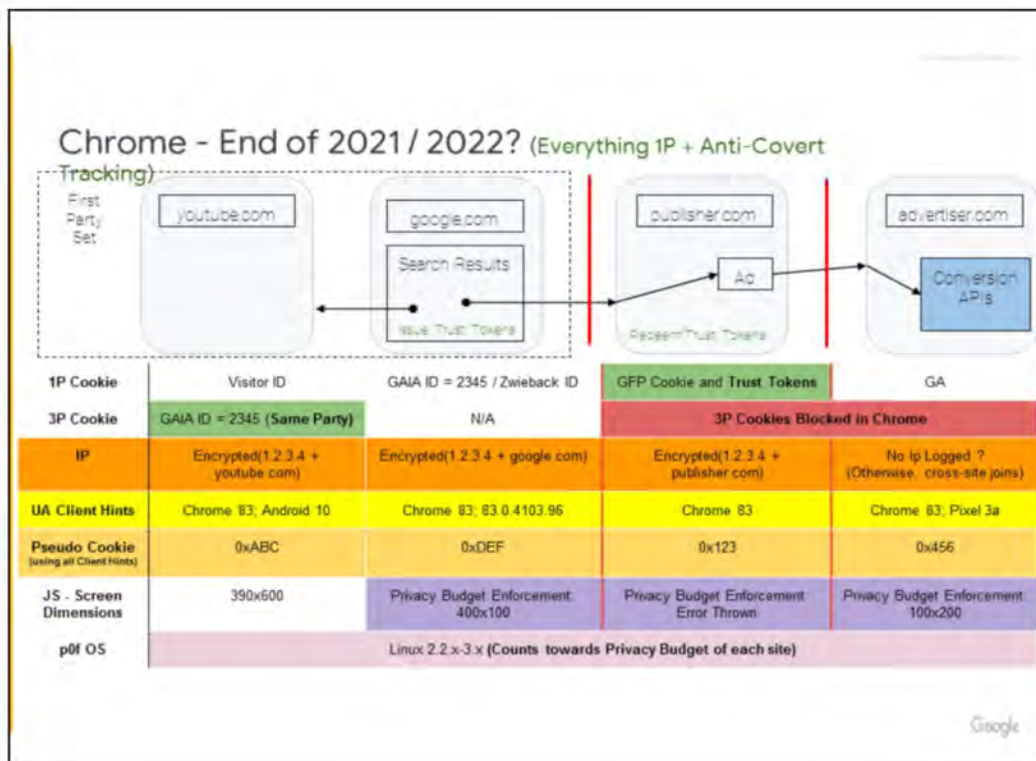 Chrome - End of 2021 / 2022? (Everything 1P + Anti-Covert
Tracking)
First
Party
Set
youtube.com
google.com
publisher.com
advertiser.com
Search Results
Ad
Conversion
APIs
Issue Trust Tokens
Redeem Trust Tokens
1P Cookie
Visitor ID
GAIA ID = 2345 / Zwieback ID
GFP Cookie and Trust Tokens
GA
3P Cookie
GAIA ID = 2345 (Same Party)
N/A
3P Cookies Blocked in Chrome
IP
Encrypted(1.2.3.4 +
youtube.com)
Encrypted(1.2.3.4 + google.com)
Encrypted(1.2.3.4 +
publisher.com)
No Ip Logged ?
(Otherwise, cross-site joins)
UA Client Hints
Chrome 83; Android 10
Chrome 83; 83.0.4103.96
Chrome 83
Chrome 83; Pixel 3a
Pseudo Cookie
(using all Client Hints)
0xABC
0xDEF
0x123
0x456
JS - Screen
Dimensions
390x600
Privacy Budget Enforcement:
400x100
Privacy Budget Enforcement:
Error Thrown
Privacy Budget Enforcement:
100x200
p0f OS
Linux 2.2.x-3.x (Counts towards Privacy Budget of each site)
Google